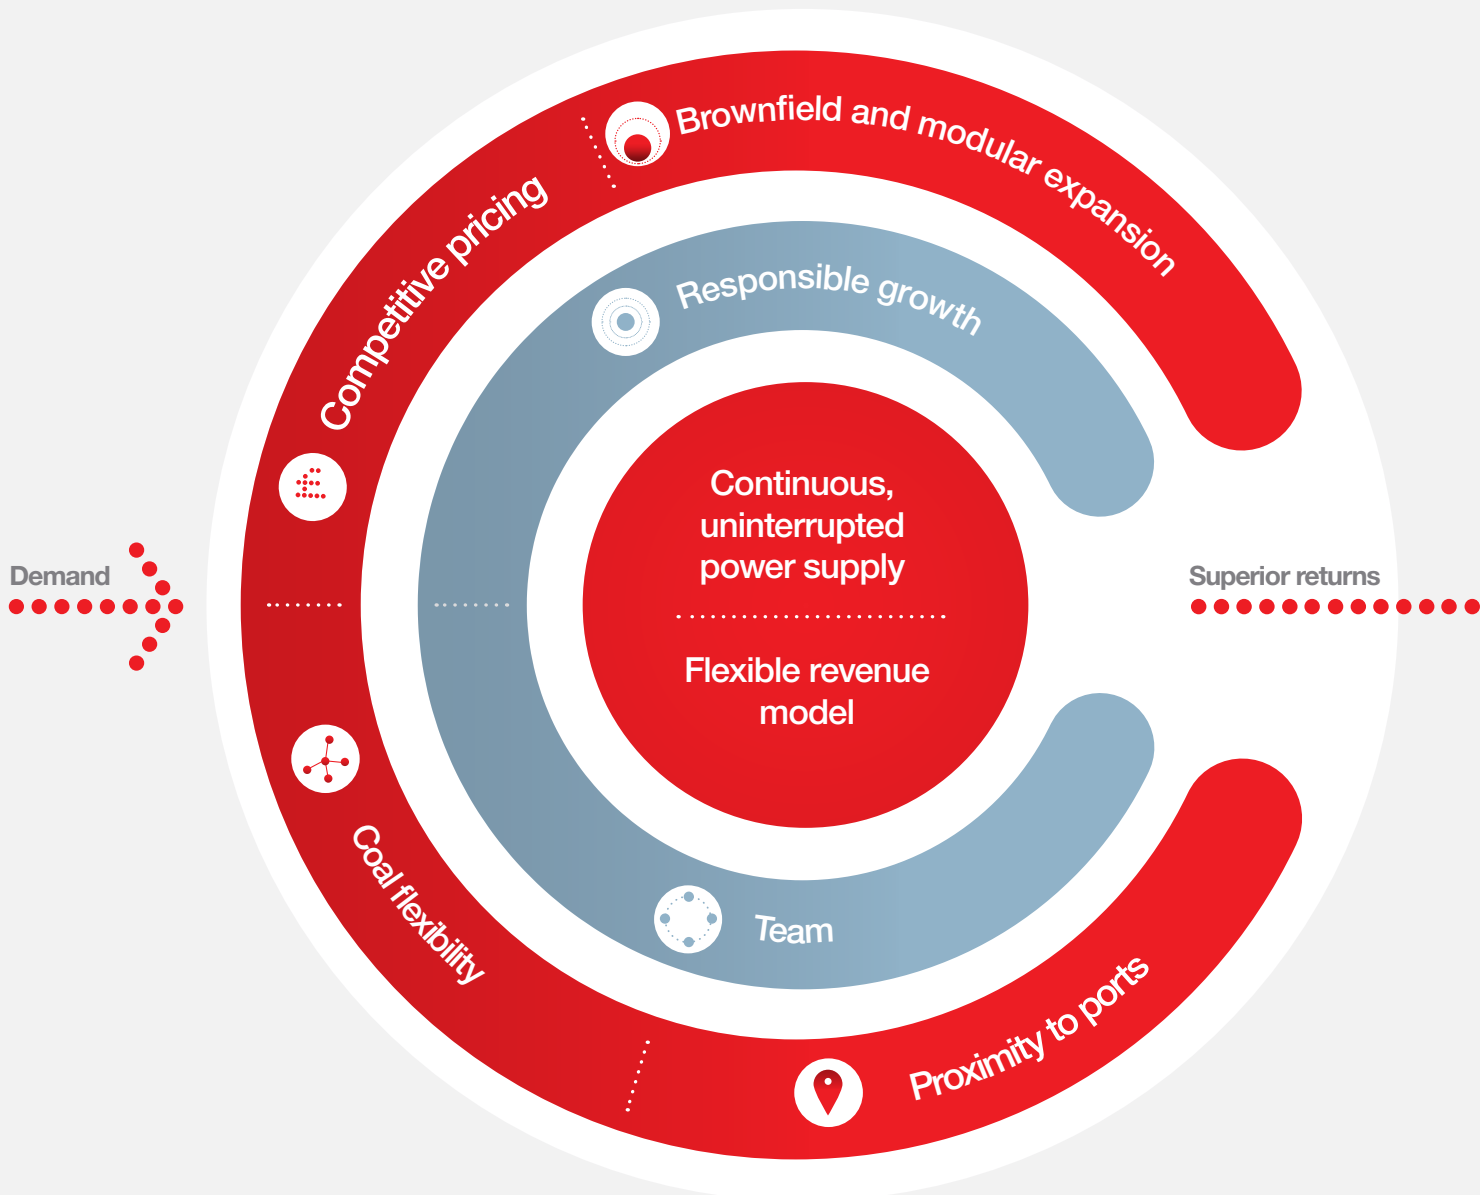 Brownfield and modular expansion
Competitive pricing
Responsible growth
Continuous,
uninterrupted
power supply
Flexible revenue
model
Demand
Superior returns
Coal flexibility
Team
Proximity to ports